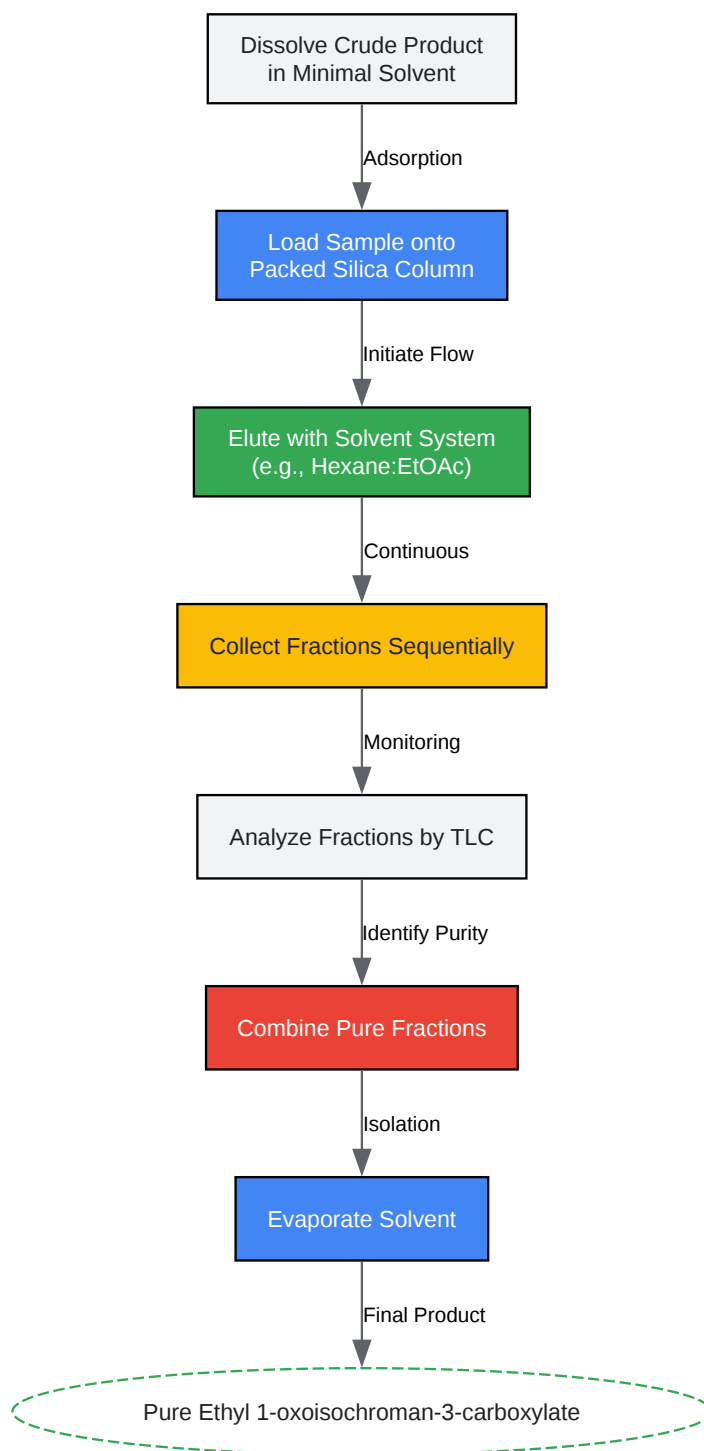 Dissolve Crude Product
in Minimal Solvent
Adsorption
Load Sample onto
Packed Silica Column
Initiate Flow
Elute with Solvent System
(e.g., Hexane:EtOAc)
Continuous
Collect Fractions Sequentially
Monitoring
Analyze Fractions by TLC
Identify Purity
Combine Pure Fractions
Isolation
Evaporate Solvent
Final Product
Pure Ethyl 1-oxoisochroman-3-carboxylate